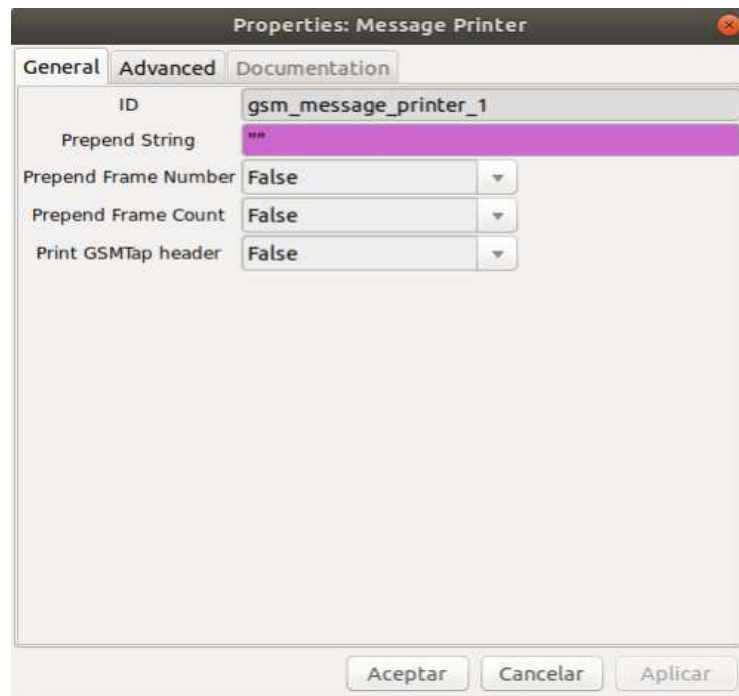 Properties: Message Printer
General Advanced Documentation
ID gsm_message_printer_1
Prepend String ""
Prepend Frame Number False
Prepend Frame Count False
Print GSMTap header False
Aceptar Cancelar Aplicar